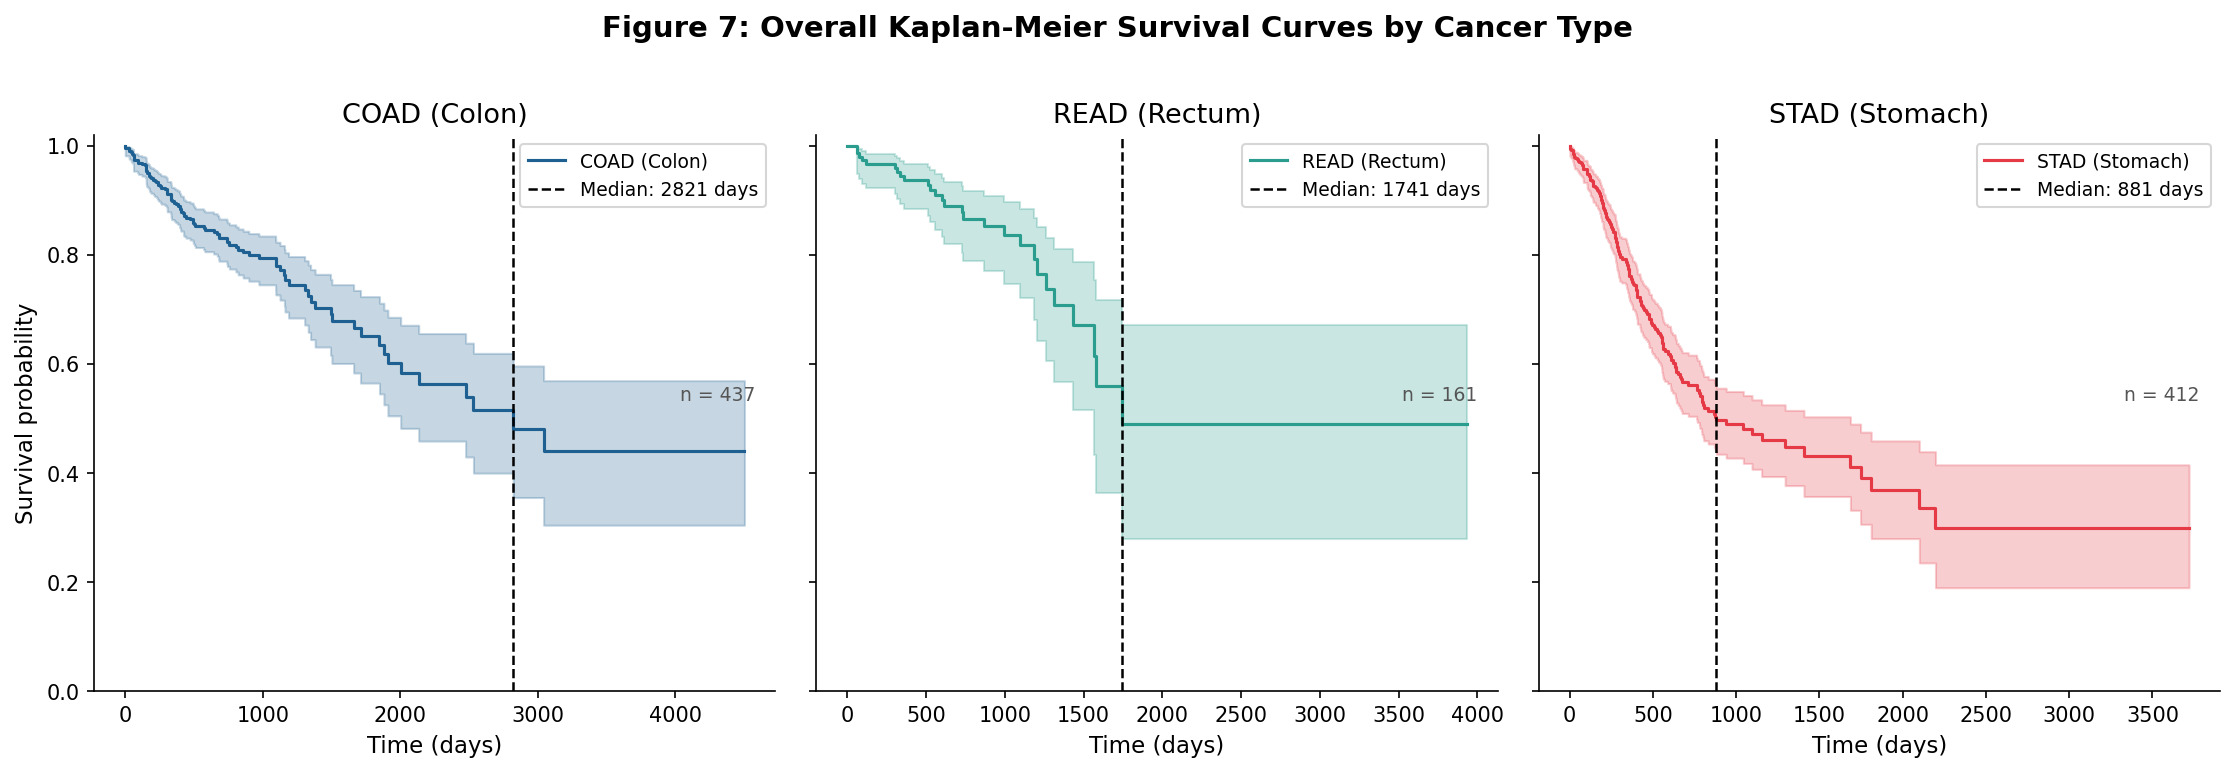 Figure 7: Overall Kaplan-Meier Survival Curves by Cancer Type
COAD (Colon)
COAD (Colon)
Median: 2821 days
n = 437
Survival probability
1.0
0.8
0.6
0.4
0.2
0.0
0 1000 2000 3000 4000
Time (days)
READ (Rectum)
READ (Rectum)
Median: 1741 days
n = 161
0 500 1000 1500 2000 2500 3000 3500 4000
Time (days)
STAD (Stomach)
STAD (Stomach)
Median: 881 days
n = 412
0 500 1000 1500 2000 2500 3000 3500
Time (days)